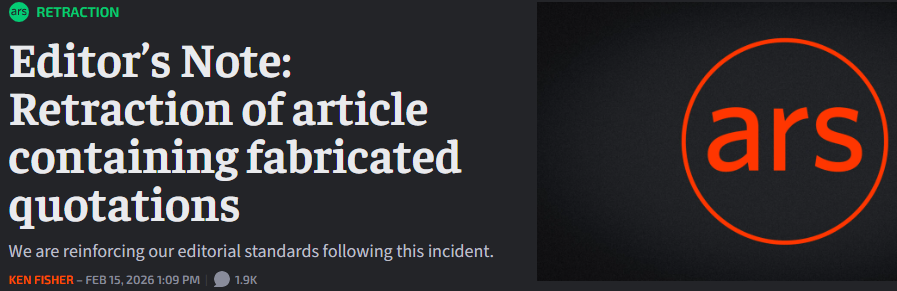 ars RETRACTION
Editor’s Note:
Retraction of article
containing fabricated
quotations
We are reinforcing our editorial standards following this incident.
KEN FISHER – FEB 15, 2026 1:09 PM | 1.9K
ars